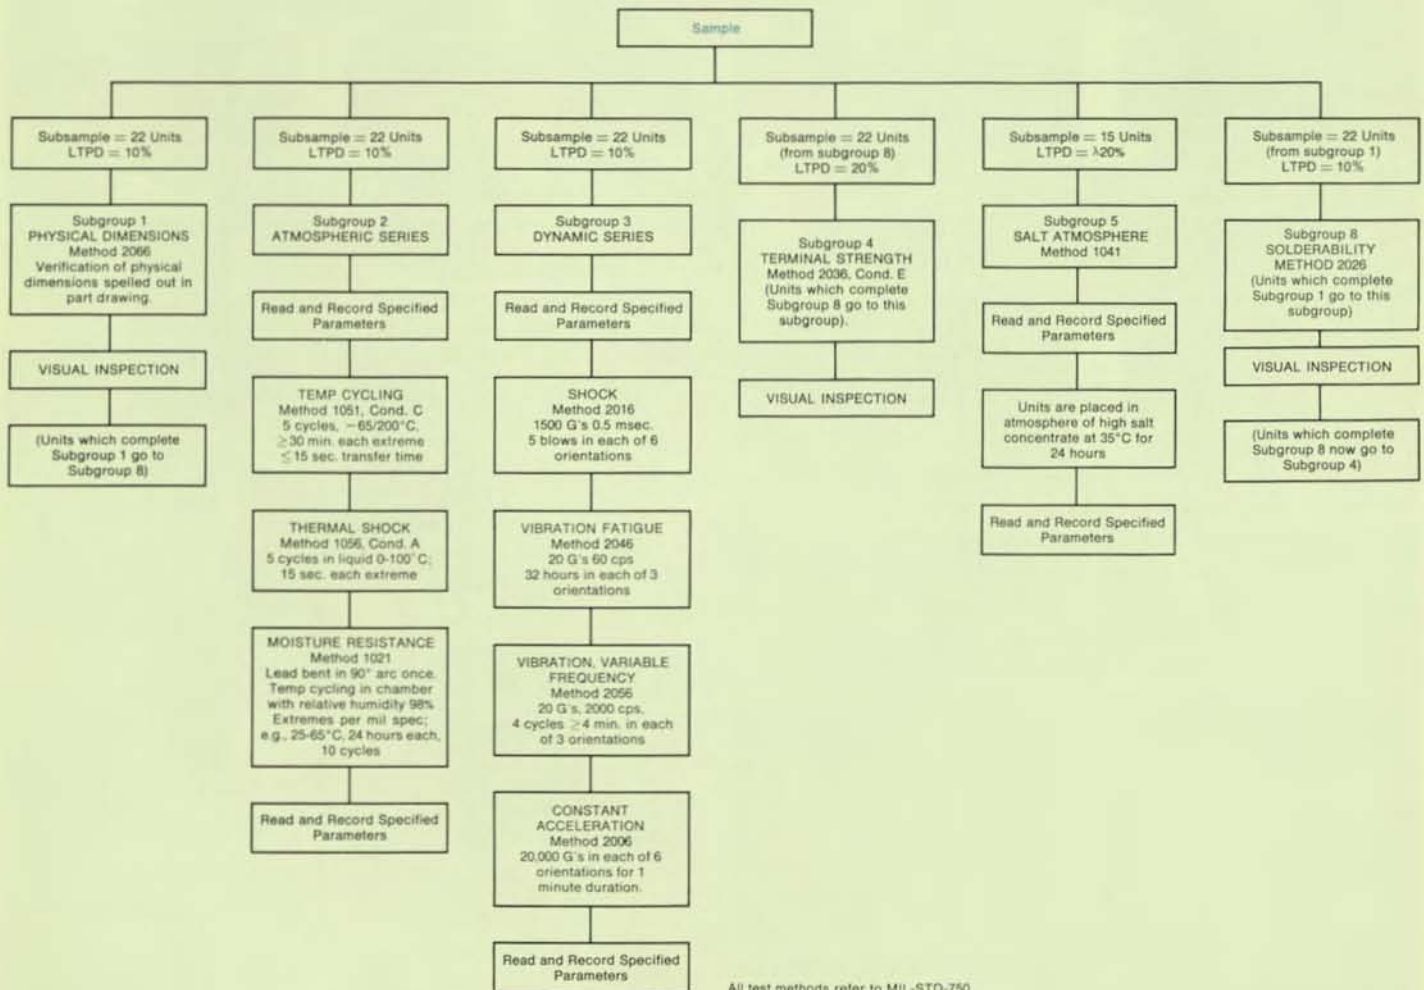 Sample
Subsample = 22 Units
LTPD = 10%
Subgroup 1
PHYSICAL DIMENSIONS
Method 2066
Verification of physical
dimensions spelled out in
part drawing.
VISUAL INSPECTION
(Units which complete
Subgroup 1 go to
Subgroup 8)
Subsample = 22 Units
LTPD = 10%
Subgroup 2
ATMOSPHERIC SERIES
Read and Record Specified
Parameters
TEMP CYCLING
Method 1051, Cond. C
5 cycles, −65/200°C,
≥30 min. each extreme
≤15 sec. transfer time
THERMAL SHOCK
Method 1056, Cond. A
5 cycles in liquid 0-100°C;
15 sec. each extreme
MOISTURE RESISTANCE
Method 1021
Lead bent in 90° arc once.
Temp cycling in chamber
with relative humidity 98%
Extremes per mil spec;
e.g., 25-65°C, 24 hours each,
10 cycles
Read and Record Specified
Parameters
Subsample = 22 Units
LTPD = 10%
Subgroup 3
DYNAMIC SERIES
Read and Record Specified
Parameters
SHOCK
Method 2016
1500 G's 0.5 msec.
5 blows in each of 6
orientations
VIBRATION FATIGUE
Method 2046
20 G's 60 cps
32 hours in each of 3
orientations
VIBRATION, VARIABLE
FREQUENCY
Method 2056
20 G's, 2000 cps,
4 cycles ≥4 min. in each
of 3 orientations
CONSTANT
ACCELERATION
Method 2006
20,000 G's in each of 6
orientations for 1
minute duration.
Read and Record Specified
Parameters
Subsample = 22 Units
(from subgroup 8)
LTPD = 20%
Subgroup 4
TERMINAL STRENGTH
Method 2036, Cond. E
(Units which complete
Subgroup 8 go to this
subgroup).
VISUAL INSPECTION
Subsample = 15 Units
LTPD = λ20%
Subgroup 5
SALT ATMOSPHERE
Method 1041
Read and Record Specified
Parameters
Units are placed in
atmosphere of high salt
concentrate at 35°C for
24 hours
Read and Record Specified
Parameters
Subsample = 22 Units
(from subgroup 1)
LTPD = 10%
Subgroup 8
SOLDERABILITY
METHOD 2026
(Units which complete
Subgroup 1 go to this
subgroup)
VISUAL INSPECTION
(Units which complete
Subgroup 8 now go to
Subgroup 4)
All test methods refer to MIL-STD-750